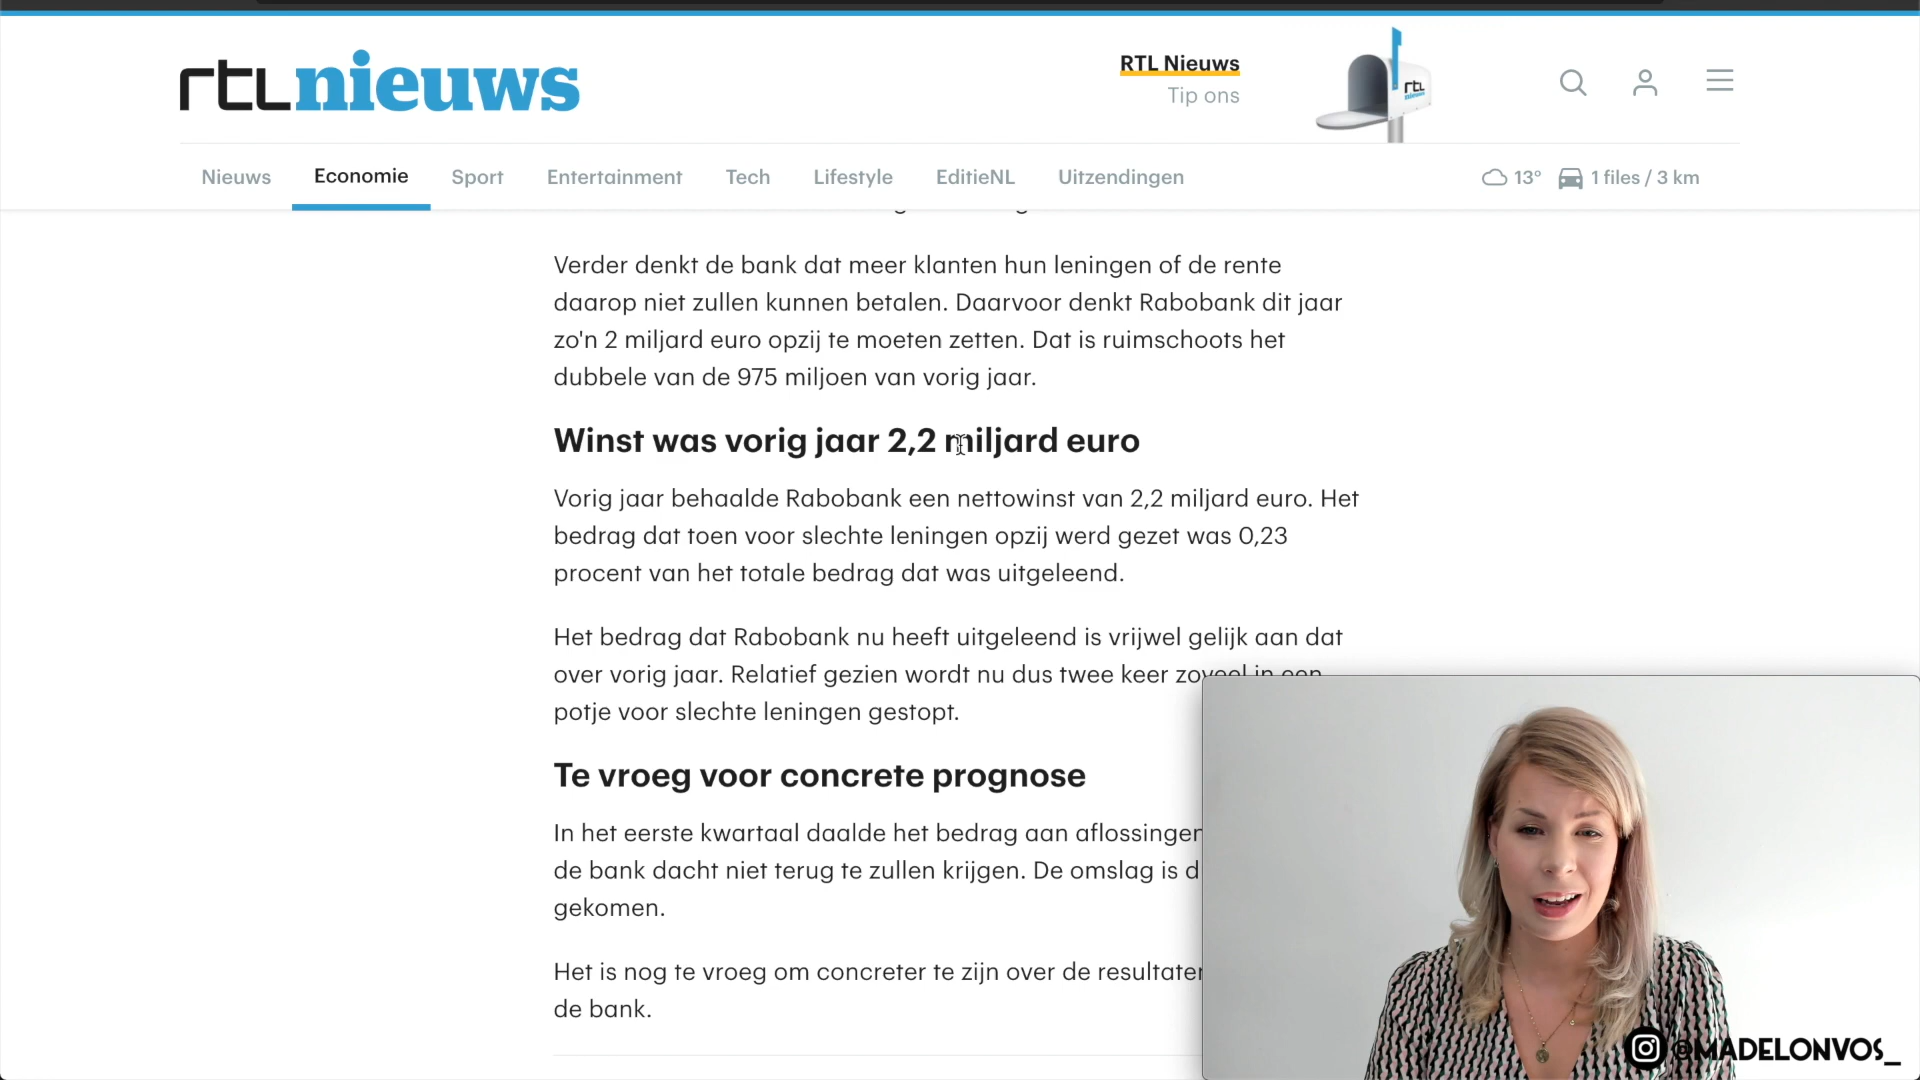 rtlnieuws
RTL Nieuws
Tip ons
rtl
nieuws
Nieuws
Economie
Sport
Entertainment
Tech
Lifestyle
EditieNL
Uitzendingen
13°
1 files / 3 km
Verder denkt de bank dat meer klanten hun leningen of de rente
daarop niet zullen kunnen betalen. Daarvoor denkt Rabobank dit jaar
zo'n 2 miljard euro opzij te moeten zetten. Dat is ruimschoots het
dubbele van de 975 miljoen van vorig jaar.
Winst was vorig jaar 2,2 miljard euro
Vorig jaar behaalde Rabobank een nettowinst van 2,2 miljard euro. Het
bedrag dat toen voor slechte leningen opzij werd gezet was 0,23
procent van het totale bedrag dat was uitgeleend.
Het bedrag dat Rabobank nu heeft uitgeleend is vrijwel gelijk aan dat
over vorig jaar. Relatief gezien wordt nu dus twee keer zoveel in een
potje voor slechte leningen gestopt.
Te vroeg voor concrete prognose
In het eerste kwartaal daalde het bedrag aan aflossingen
de bank dacht niet terug te zullen krijgen. De omslag is d
gekomen.
Het is nog te vroeg om concreter te zijn over de resultaten
de bank.
@MADELONVOS_